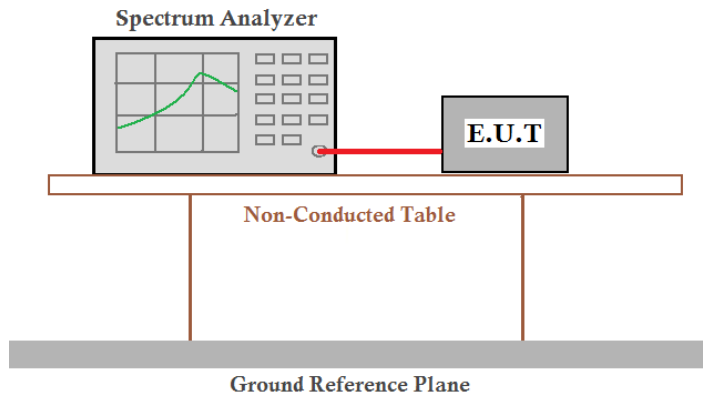 Spectrum Analyzer
E.U.T
Non-Conducted Table
Ground Reference Plane